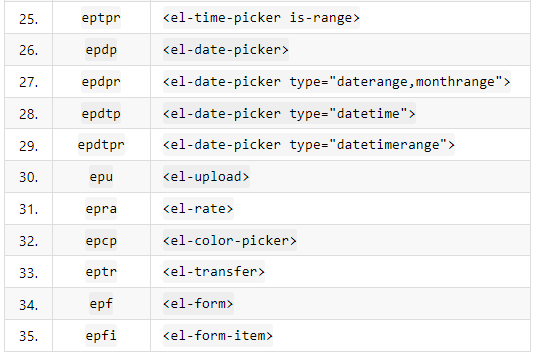 25. eptpr <el-time-picker is-range>
26. epdp <el-date-picker>
27. epdpr <el-date-picker type="daterange,monthrange">
28. epdtp <el-date-picker type="datetime">
29. epdtpr <el-date-picker type="datetimerange">
30. epu <el-upload>
31. epra <el-rate>
32. epcp <el-color-picker>
33. eptr <el-transfer>
34. epf <el-form>
35. epfi <el-form-item>